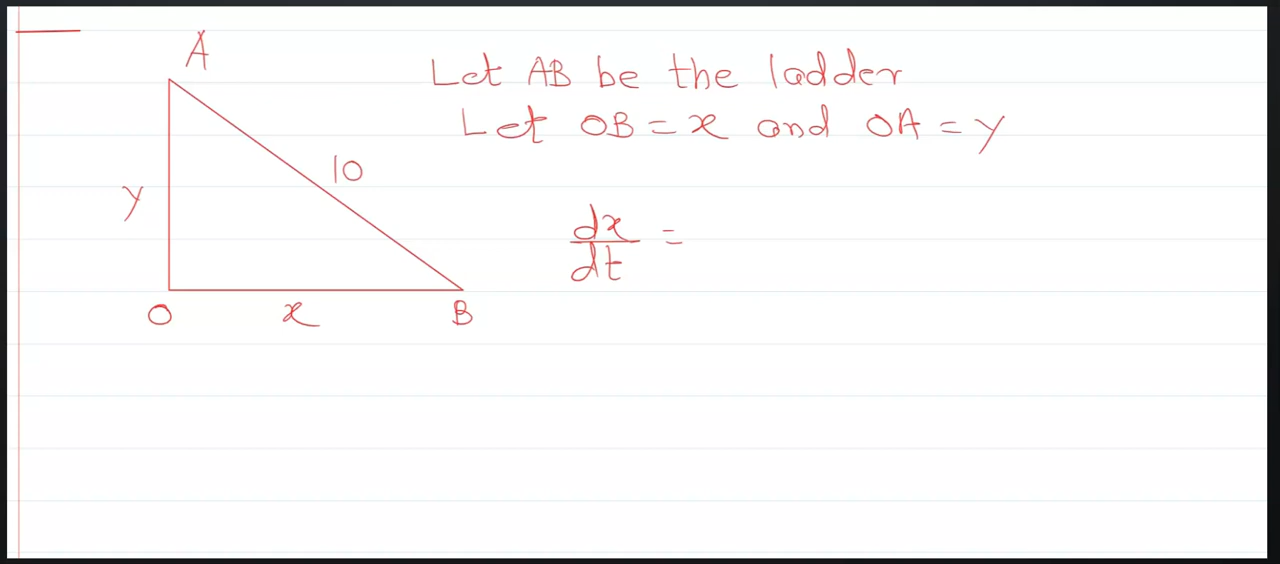 A
Let AB be the ladder
Let OB = x and OA = y
10
y
dx/dt =
O
x
B